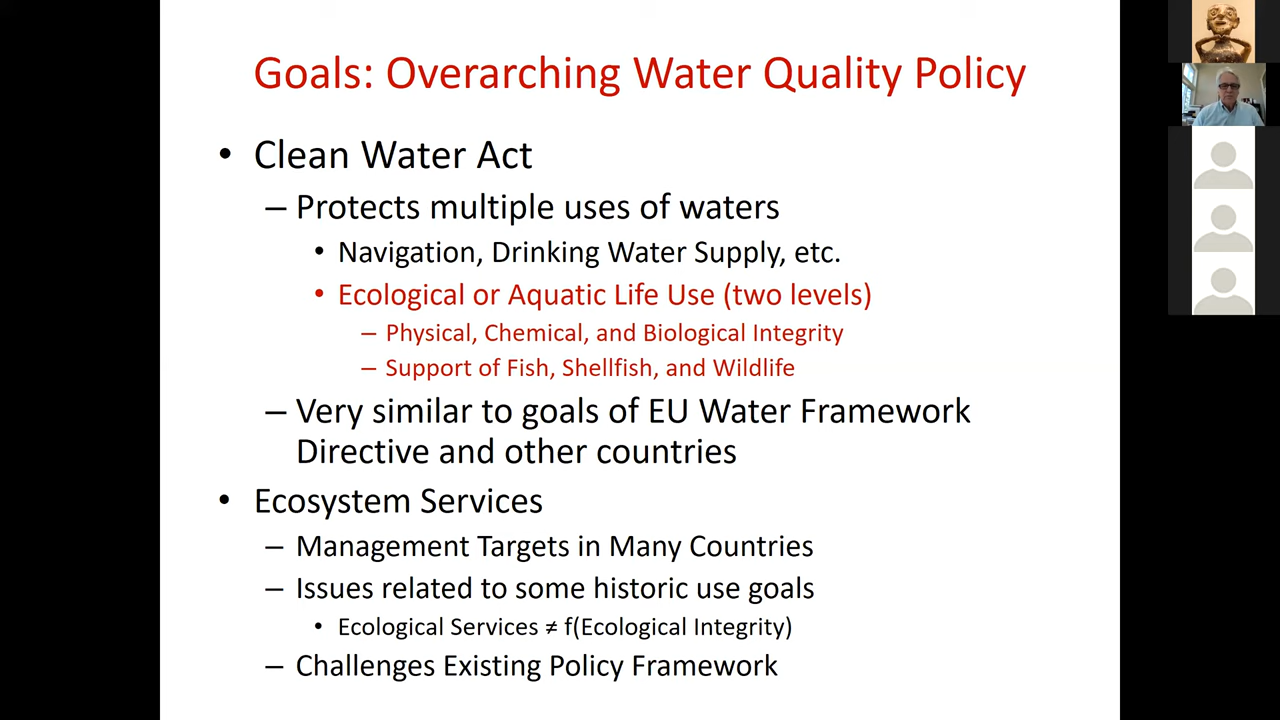 Goals: Overarching Water Quality Policy
• Clean Water Act
– Protects multiple uses of waters
• Navigation, Drinking Water Supply, etc.
• Ecological or Aquatic Life Use (two levels)
– Physical, Chemical, and Biological Integrity
– Support of Fish, Shellfish, and Wildlife
– Very similar to goals of EU Water Framework
Directive and other countries
• Ecosystem Services
– Management Targets in Many Countries
– Issues related to some historic use goals
• Ecological Services ≠ f(Ecological Integrity)
– Challenges Existing Policy Framework